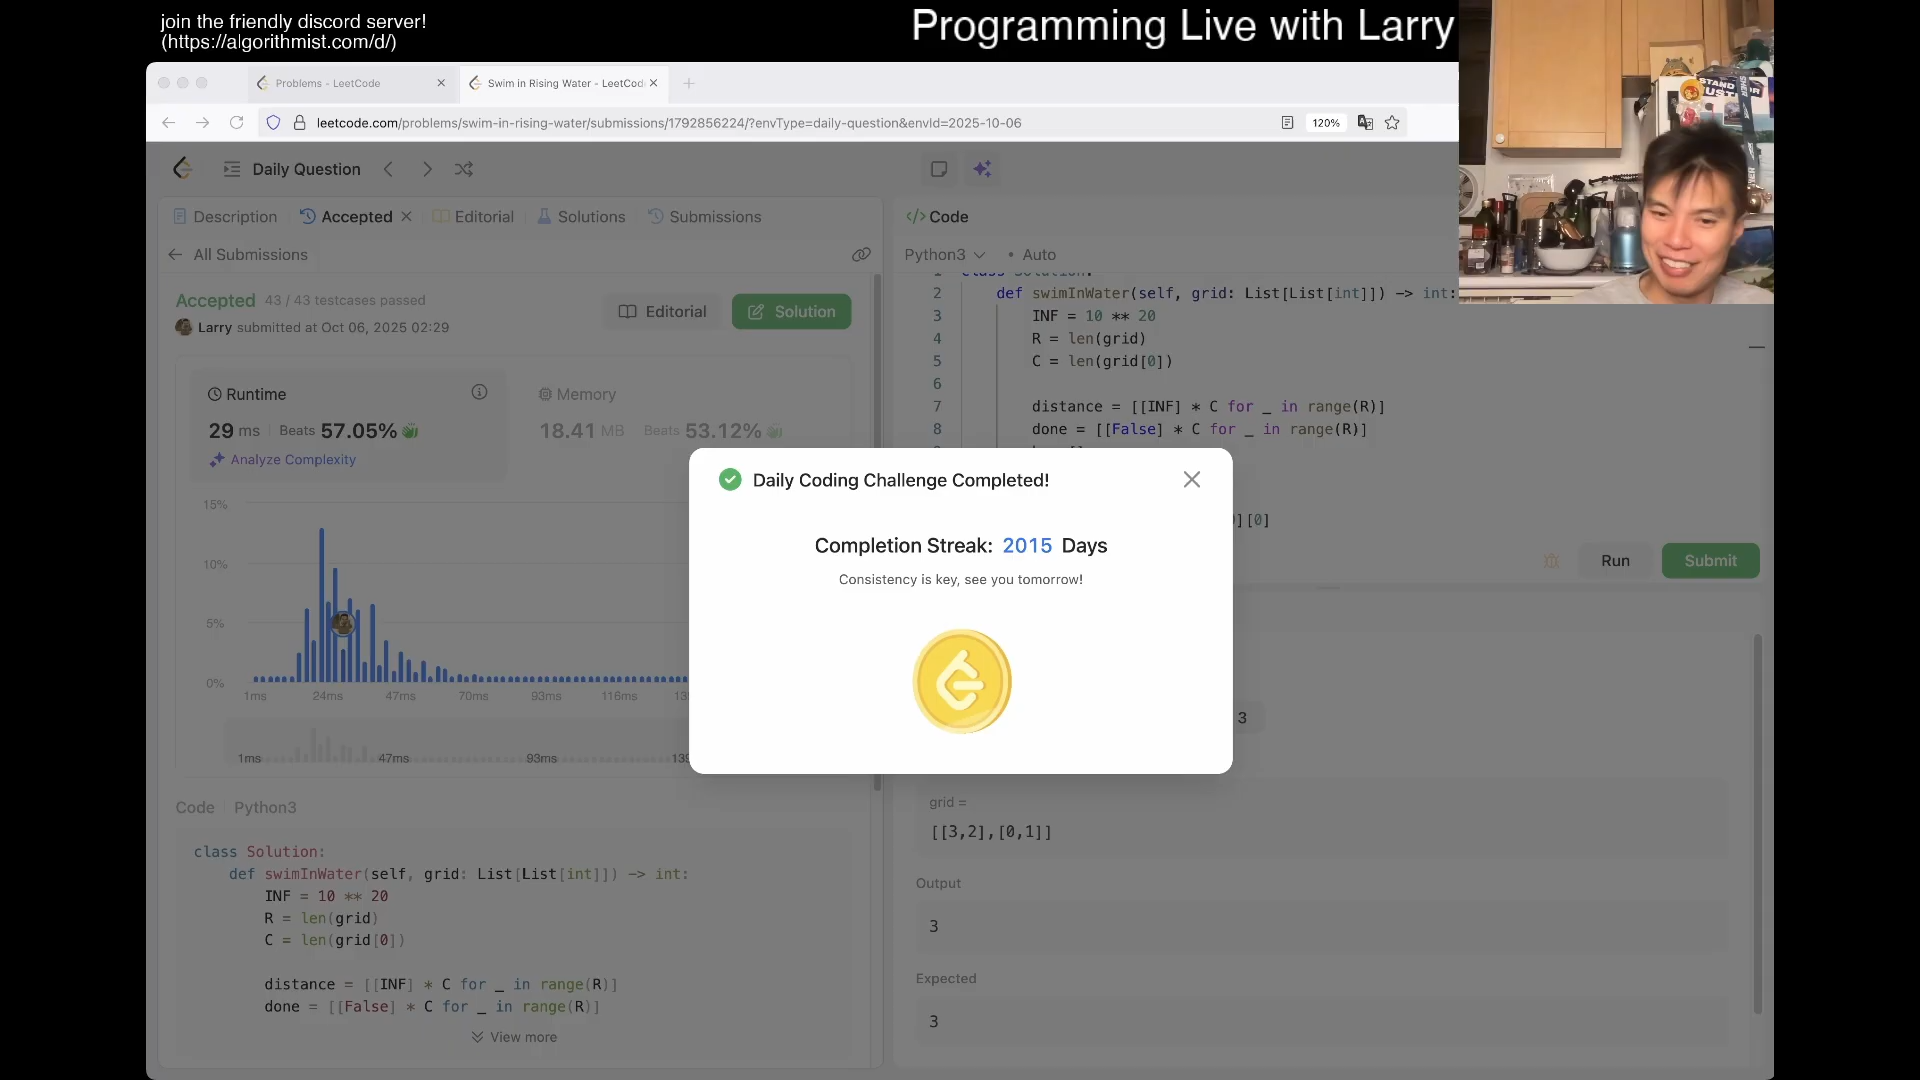 join the friendly discord server!
(https://algorithmist.com/d/)
Programming Live with Larry
Problems - LeetCode
Swim in Rising Water - LeetCode
leetcode.com/problems/swim-in-rising-water/submissions/1792856224/?envType=daily-question&envId=2025-10-06
120%
Daily Question
Description
Accepted
Editorial
Solutions
Submissions
All Submissions
Accepted 43 / 43 testcases passed
Larry submitted at Oct 06, 2025 02:29
Editorial
Solution
Runtime
29 ms | Beats 57.05%
Analyze Complexity
Memory
18.41 MB Beats 53.12%
15%
10%
5%
0%
1ms 24ms 47ms 70ms 93ms 116ms
1ms 47ms 93ms
Code | Python3
class Solution:
def swimInWater(self, grid: List[List[int]]) -> int:
INF = 10 ** 20
R = len(grid)
C = len(grid[0])
distance = [[INF] * C for _ in range(R)]
done = [[False] * C for _ in range(R)]
View more
</> Code
Python3 • Auto
1 class Solution:
2 def swimInWater(self, grid: List[List[int]]) -> int:
3 INF = 10 ** 20
4 R = len(grid)
5 C = len(grid[0])
6
7 distance = [[INF] * C for _ in range(R)]
8 done = [[False] * C for _ in range(R)]
][0]
Run
Submit
Daily Coding Challenge Completed!
Completion Streak: 2015 Days
Consistency is key, see you tomorrow!
3
grid =
[[3,2],[0,1]]
Output
3
Expected
3
STAND FOR